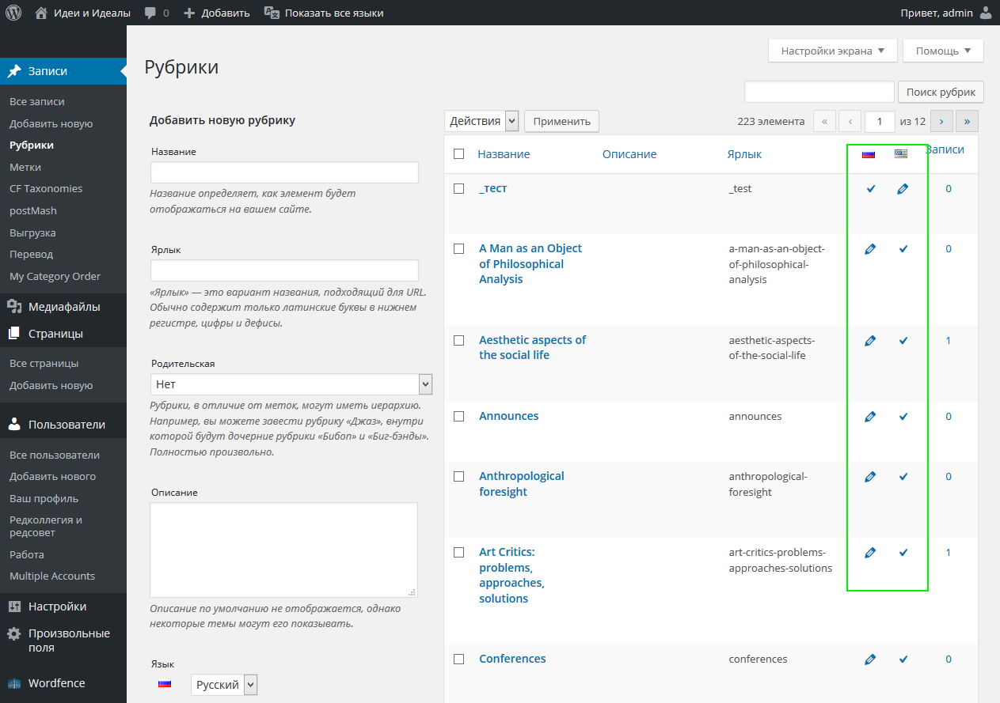 Идеи и Идеалы 0 Добавить Показать все языки Привет, admin
Записи
Все записи
Добавить новую
Рубрики
Метки
CF Taxonomies
postMash
Выгрузка
Перевод
My Category Order
Медиафайлы
Страницы
Все страницы
Добавить новую
Пользователи
Все пользователи
Добавить нового
Ваш профиль
Редколлегия и
редсовет
Работа
Multiple Accounts
Настройки
Произвольные
поля
Wordfence
Настройки экрана Помощь
Рубрики
Поиск рубрик
Добавить новую рубрику
Название
Название определяет, как элемент будет
отображаться на вашем сайте.
Ярлык
«Ярлык» — это вариант названия, подходящий для URL.
Обычно содержит только латинские буквы в нижнем
регистре, цифры и дефисы.
Родительская
Нет
Рубрики, в отличие от меток, могут иметь иерархию.
Например, вы можете завести рубрику «Джаз», внутри
которой будут дочерние рубрики «Бибоп» и «Биг-бэнды».
Полностью произвольно.
Описание
Описание по умолчанию не отображается, однако
некоторые темы могут его показывать.
Язык
Русский
Действия Применить 223 элемента « ‹ 1 из 12 › »
Название Описание Ярлык Записи
_тест _test 0
A Man as an Object a-man-as-an-object- 0
of Philosophical of-philosophical-
Analysis analysis
Aesthetic aspects of aesthetic-aspects- 1
the social life of-the-social-life
Announces announces 0
Anthropological anthropological- 0
foresight foresight
Art Critics: art-critics-problems- 1
problems, approaches-solutions
approaches,
solutions
Conferences conferences 0